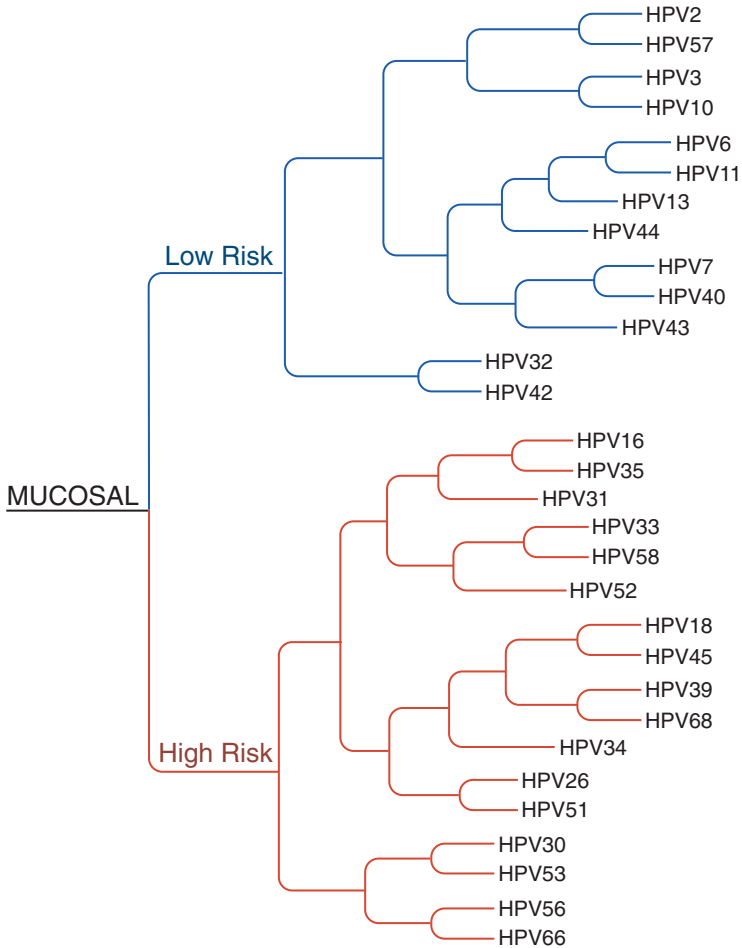 HPV2
HPV57
HPV3
HPV10
HPV6
HPV11
HPV13
HPV44
Low Risk
HPV7
HPV40
HPV43
HPV32
HPV42
HPV16
HPV35
MUCOSAL
HPV31
HPV33
HPV58
HPV52
HPV18
HPV45
HPV39
HPV68
High Risk
HPV34
HPV26
HPV51
HPV30
HPV53
HPV56
HPV66